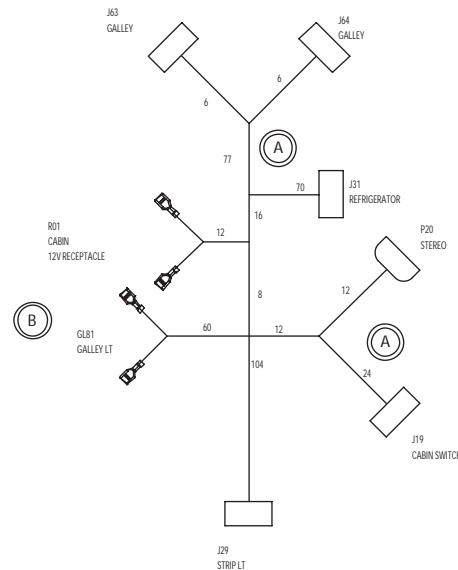 J63
GALLEY
J64
GALLEY
6
6
A
77
70
J31
REFRIGERATOR
16
R01
CABIN
12V RECEPTACLE
12
P20
STEREO
12
8
B
GL81
GALLEY LT
60
12
A
104
24
J19
CABIN SWITCH
J29
STRIP LT